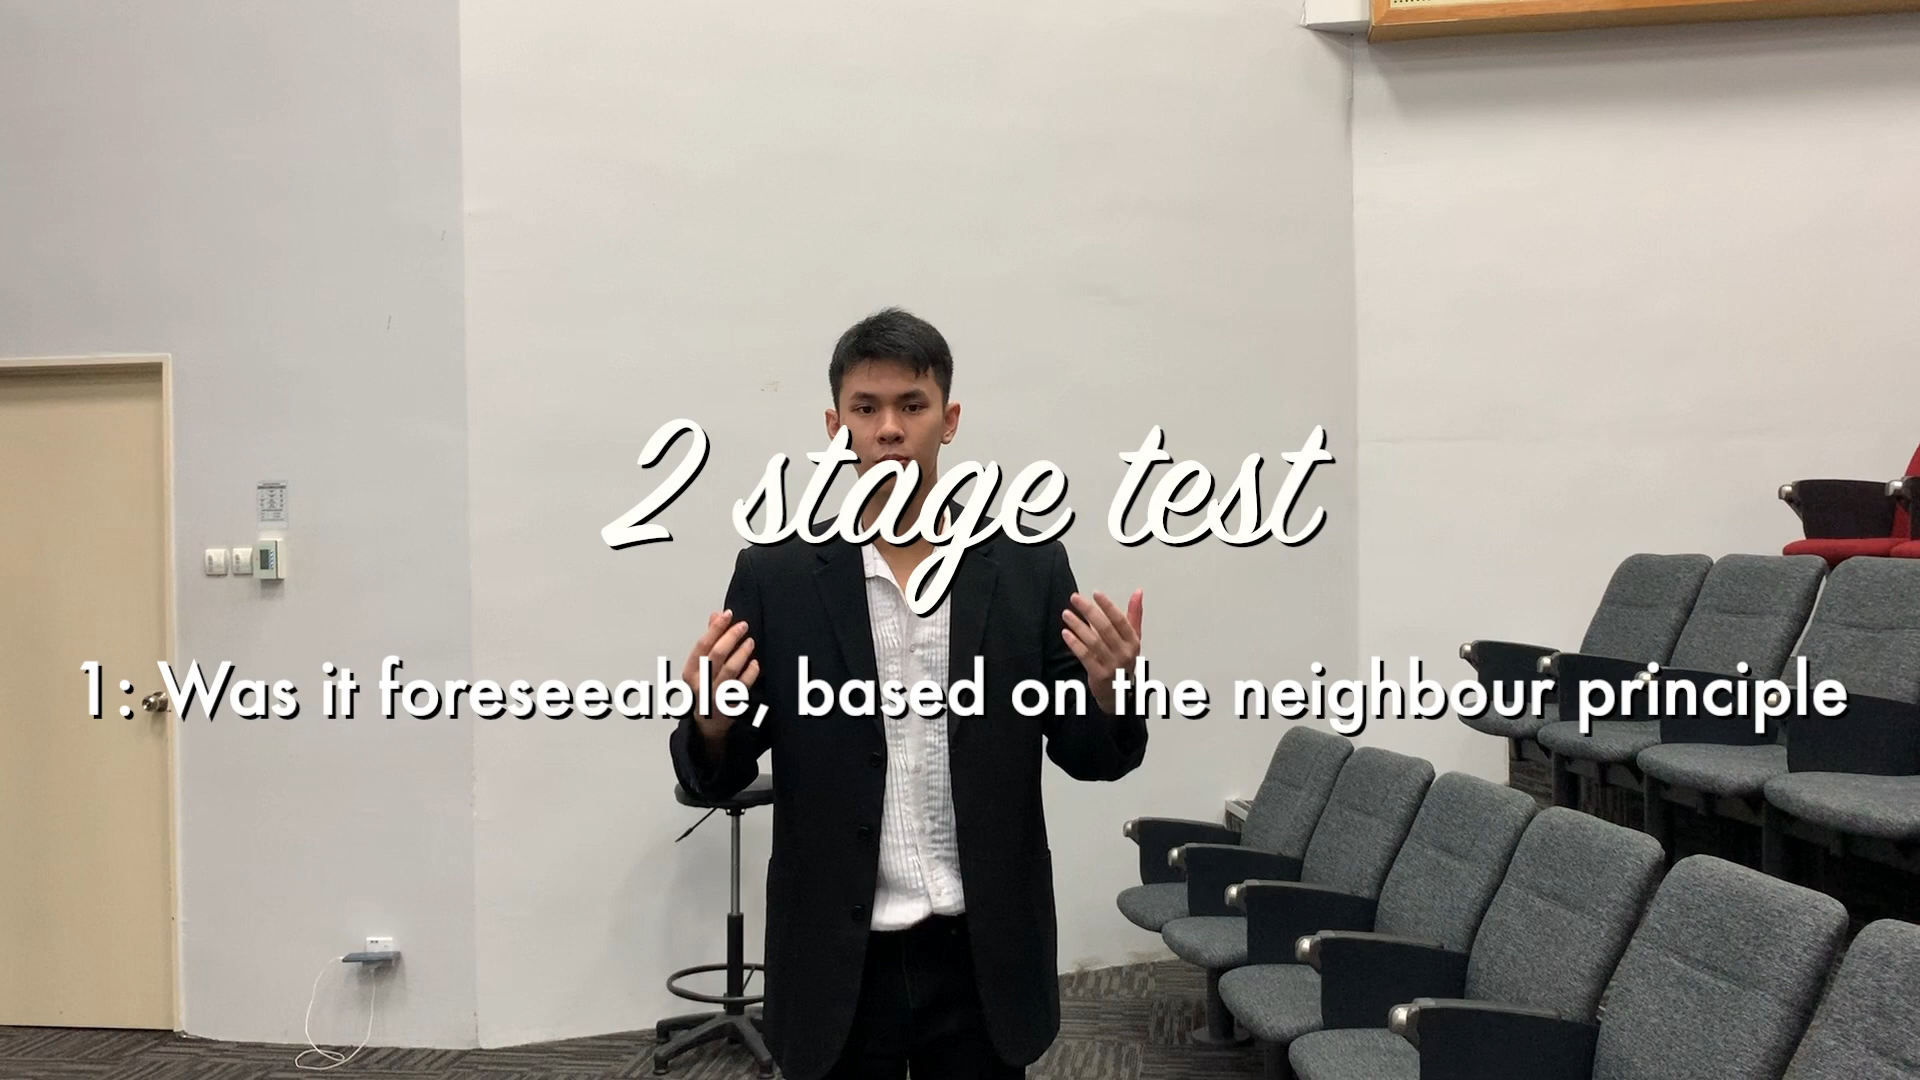 2 stage test
1: Was it foreseeable, based on the neighbour principle